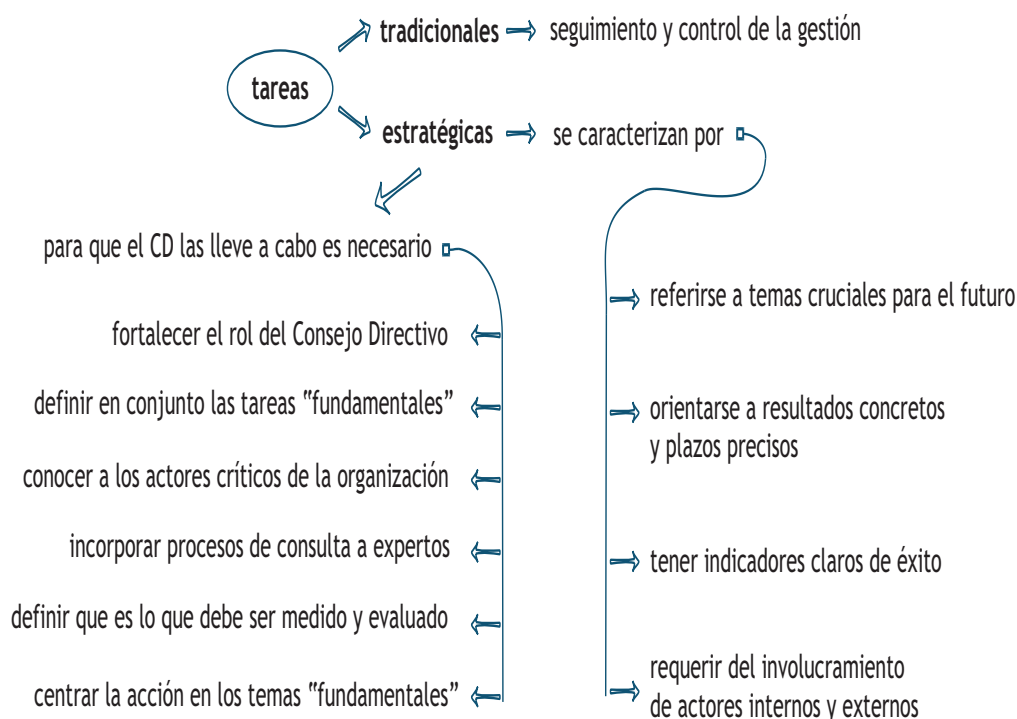 tradicionales
seguimiento y control de la gestión
tareas
estratégicas
se caracterizan por
para que el CD las lleve a cabo es necesario
fortalecer el rol del Consejo Directivo
definir en conjunto las tareas “fundamentales”
conocer a los actores críticos de la organización
incorporar procesos de consulta a expertos
definir que es lo que debe ser medido y evaluado
centrar la acción en los temas “fundamentales”
referirse a temas cruciales para el futuro
orientarse a resultados concretos
y plazos precisos
tener indicadores claros de éxito
requerir del involucramiento
de actores internos y externos